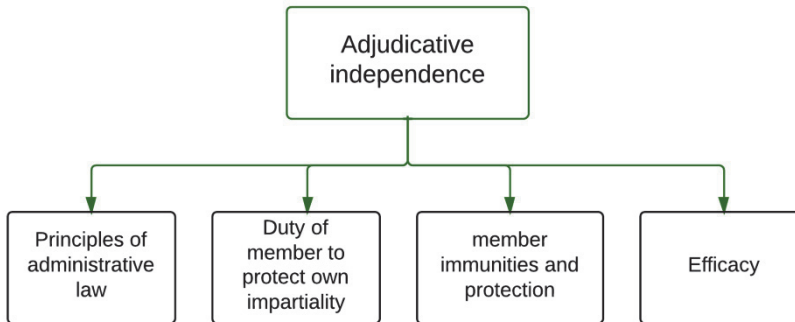 Adjudicative
independence
Principles of
administrative
law
Duty of
member to
protect own
impartiality
member
immunities and
protection
Efficacy